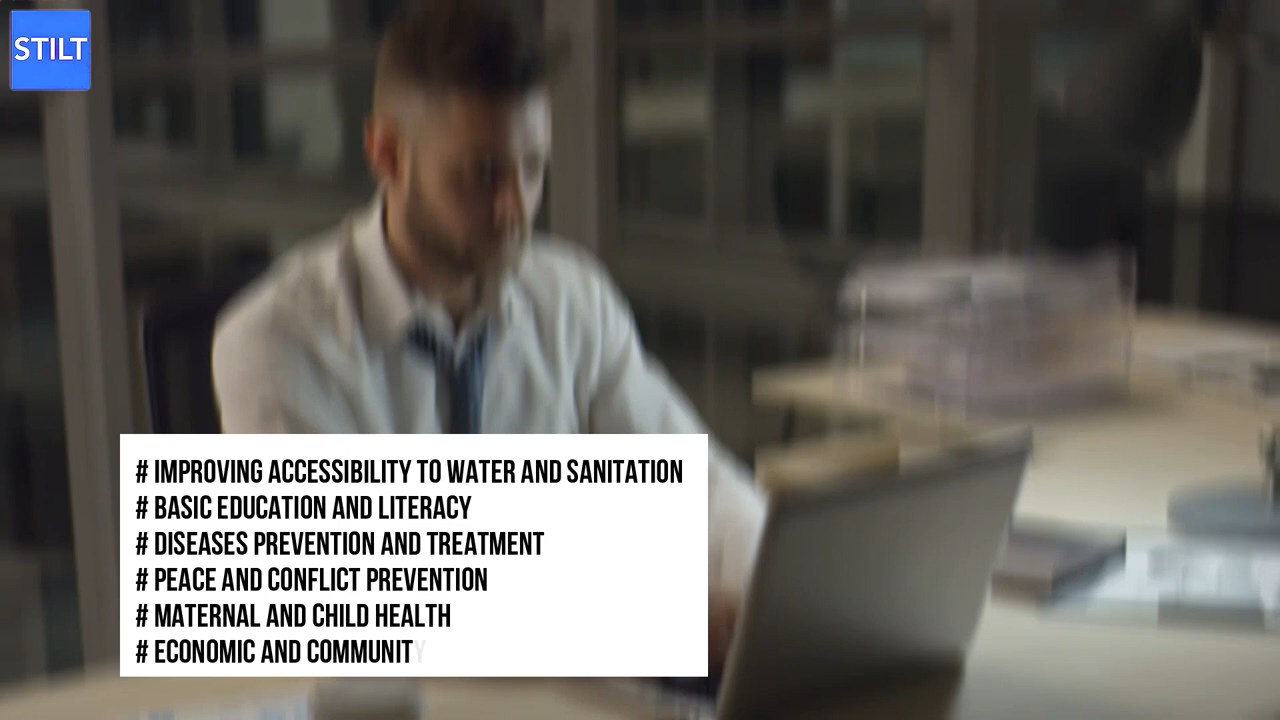 STILT
# IMPROVING ACCESSIBILITY TO WATER AND SANITATION
# BASIC EDUCATION AND LITERACY
# DISEASES PREVENTION AND TREATMENT
# PEACE AND CONFLICT PREVENTION
# MATERNAL AND CHILD HEALTH
# ECONOMIC AND COMMUNITY